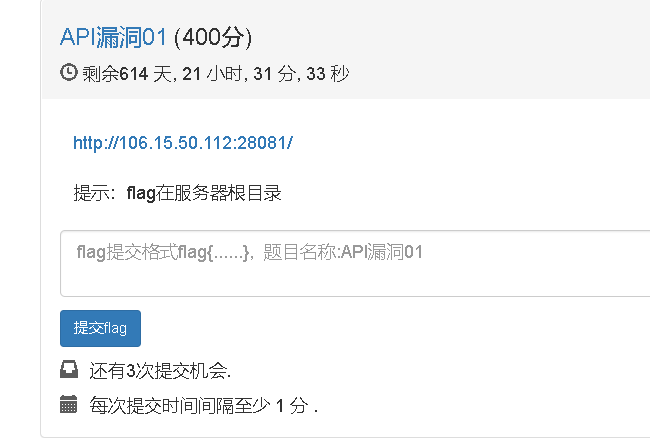 API漏洞01 (400分)
剩余614 天, 21 小时, 31 分, 33 秒
http://106.15.50.112:28081/
提示：flag在服务器根目录
flag提交格式flag{......}，题目名称:API漏洞01
提交flag
还有3次提交机会.
每次提交时间间隔至少 1 分 .